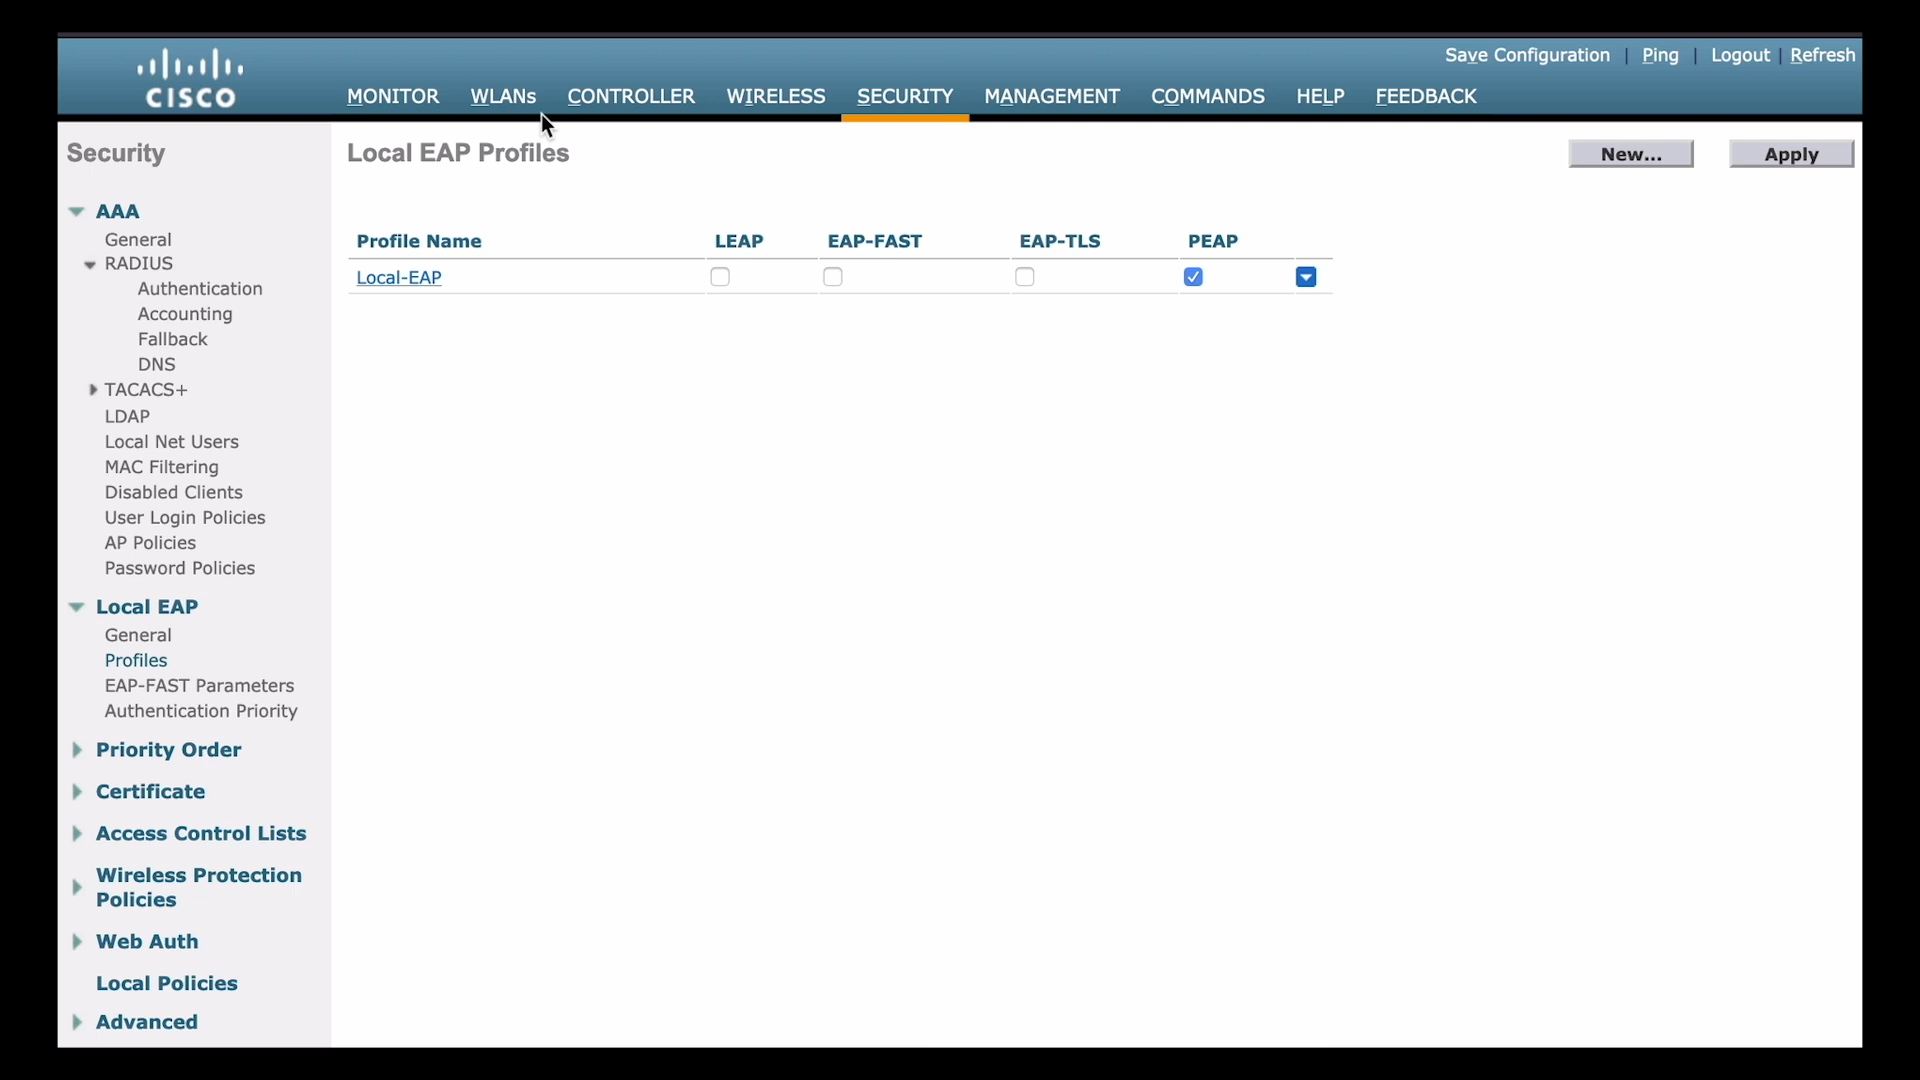 Save Configuration | Ping | Logout | Refresh
CISCO
MONITOR WLANs CONTROLLER WIRELESS SECURITY MANAGEMENT COMMANDS HELP FEEDBACK
Security
AAA
General
RADIUS
Authentication
Accounting
Fallback
DNS
TACACS+
LDAP
Local Net Users
MAC Filtering
Disabled Clients
User Login Policies
AP Policies
Password Policies
Local EAP
General
Profiles
EAP-FAST Parameters
Authentication Priority
Priority Order
Certificate
Access Control Lists
Wireless Protection
Policies
Web Auth
Local Policies
Advanced
Local EAP Profiles
New...
Apply
Profile Name LEAP EAP-FAST EAP-TLS PEAP
Local-EAP